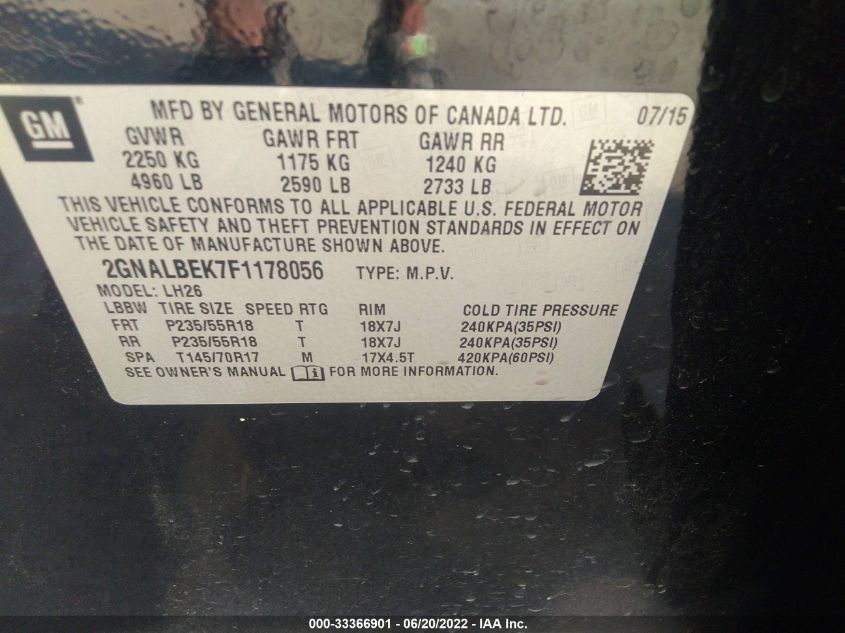 GM ® MFD BY GENERAL MOTORS OF CANADA LTD. 07/15
GVWR GAWR FRT GAWR RR
2250 KG 1175 KG 1240 KG
4960 LB 2590 LB 2733 LB
THIS VEHICLE CONFORMS TO ALL APPLICABLE U.S. FEDERAL MOTOR
VEHICLE SAFETY AND THEFT PREVENTION STANDARDS IN EFFECT ON
THE DATE OF MANUFACTURE SHOWN ABOVE.
2GNALBEK7F1178056 TYPE: M.P.V.
MODEL: LH26
LBBW TIRE SIZE SPEED RTG RIM COLD TIRE PRESSURE
FRT P235/55R18 T 18X7J 240KPA(35PSI)
RR P235/55R18 T 18X7J 240KPA(35PSI)
SPA T145/70R17 M 17X4.5T 420KPA(60PSI)
SEE OWNER'S MANUAL FOR MORE INFORMATION.
000-33366901 - 06/20/2022 - IAA Inc.